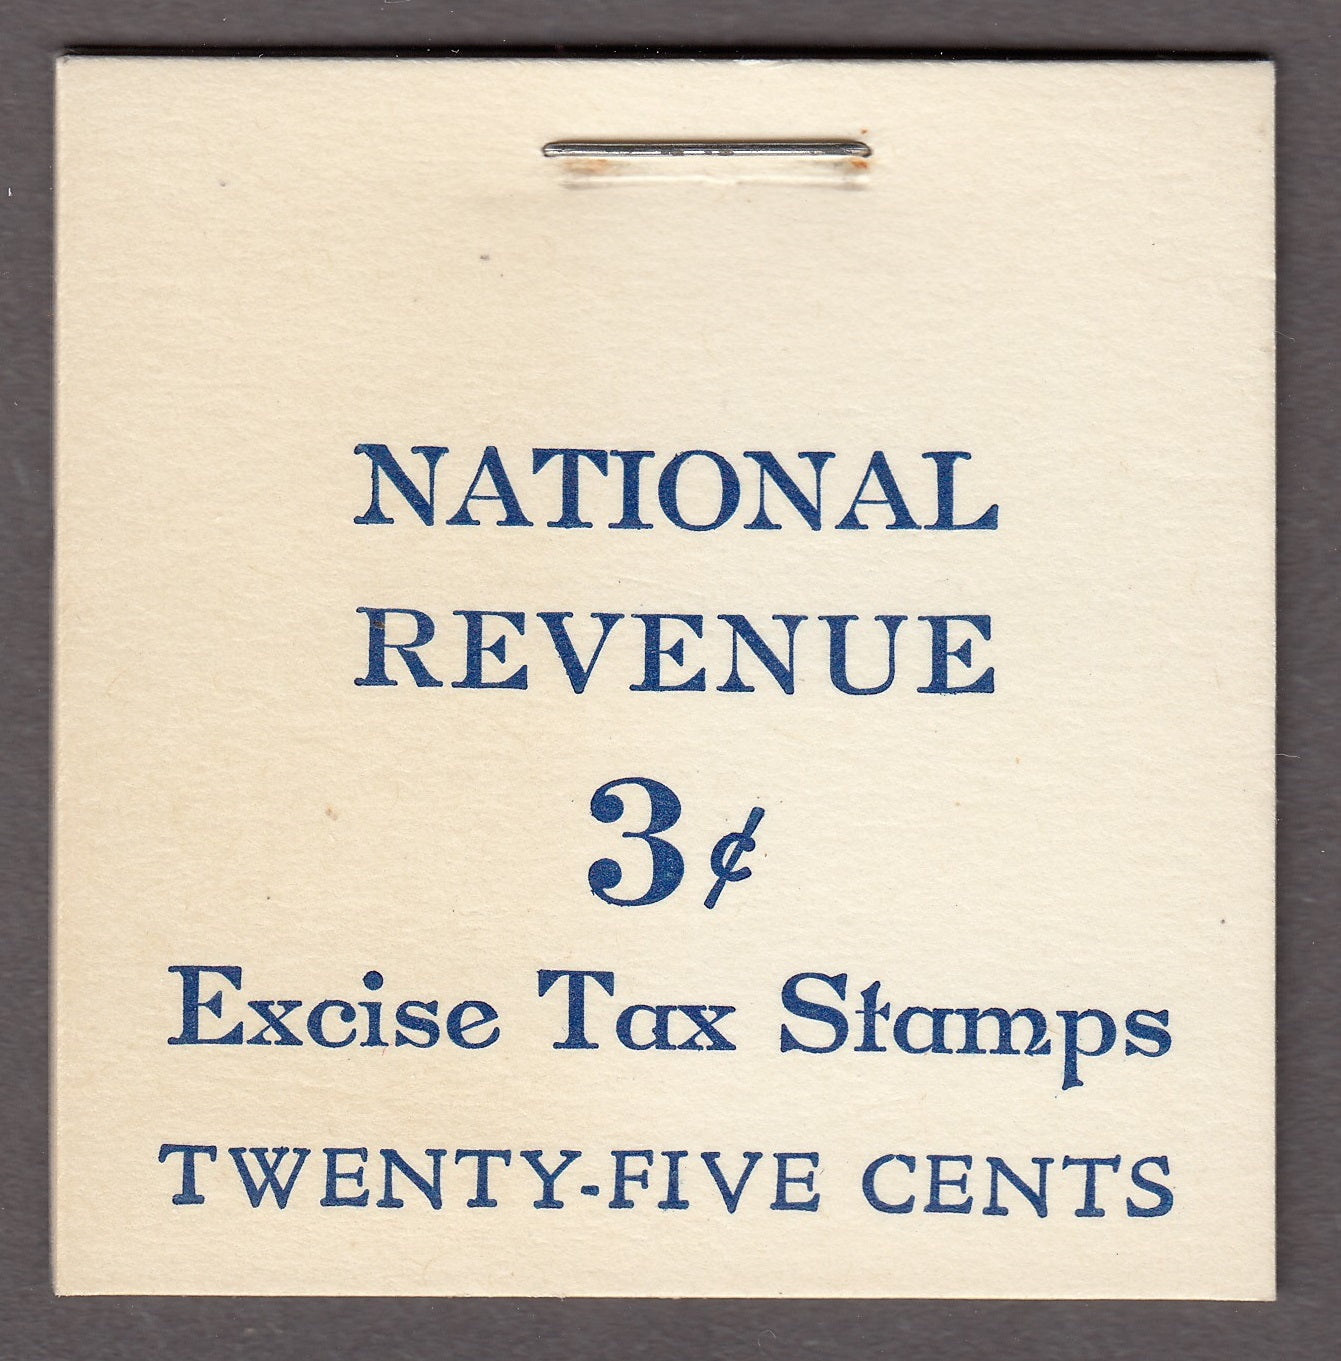 NATIONAL
REVENUE
3¢
Excise Tax Stamps
TWENTY-FIVE CENTS